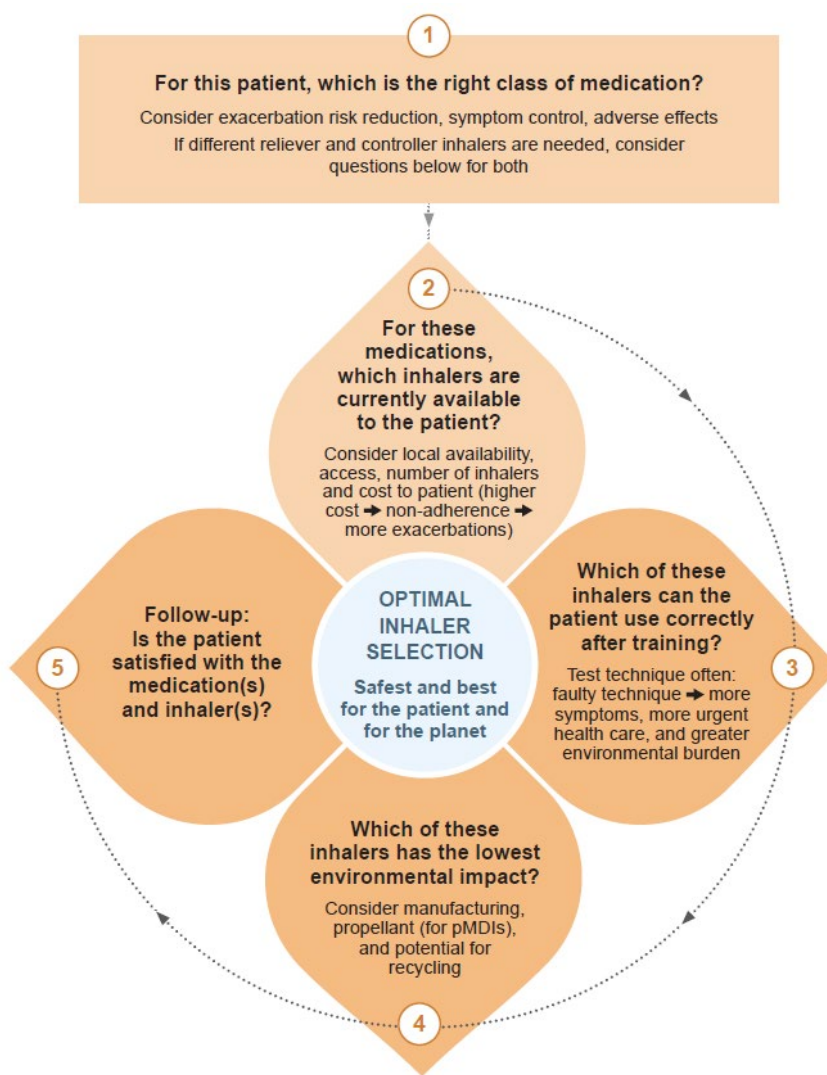 1
For this patient, which is the right class of medication?
Consider exacerbation risk reduction, symptom control, adverse effects
If different reliever and controller inhalers are needed, consider
questions below for both
2
For these
medications,
which inhalers are
currently available
to the patient?
Consider local availability,
access, number of inhalers
and cost to patient (higher
cost ➔ non-adherence ➔
more exacerbations)
Which of these
inhalers can the
patient use correctly
after training?
3
Test technique often:
faulty technique ➔ more
symptoms, more urgent
health care, and greater
environmental burden
OPTIMAL
INHALER
SELECTION
Safest and best
for the patient and
for the planet
Which of these
inhalers has the lowest
environmental impact?
Consider manufacturing,
propellant (for pMDIs),
and potential for
recycling
4
Follow-up:
Is the patient
satisfied with the
medication(s)
and inhaler(s)?
5